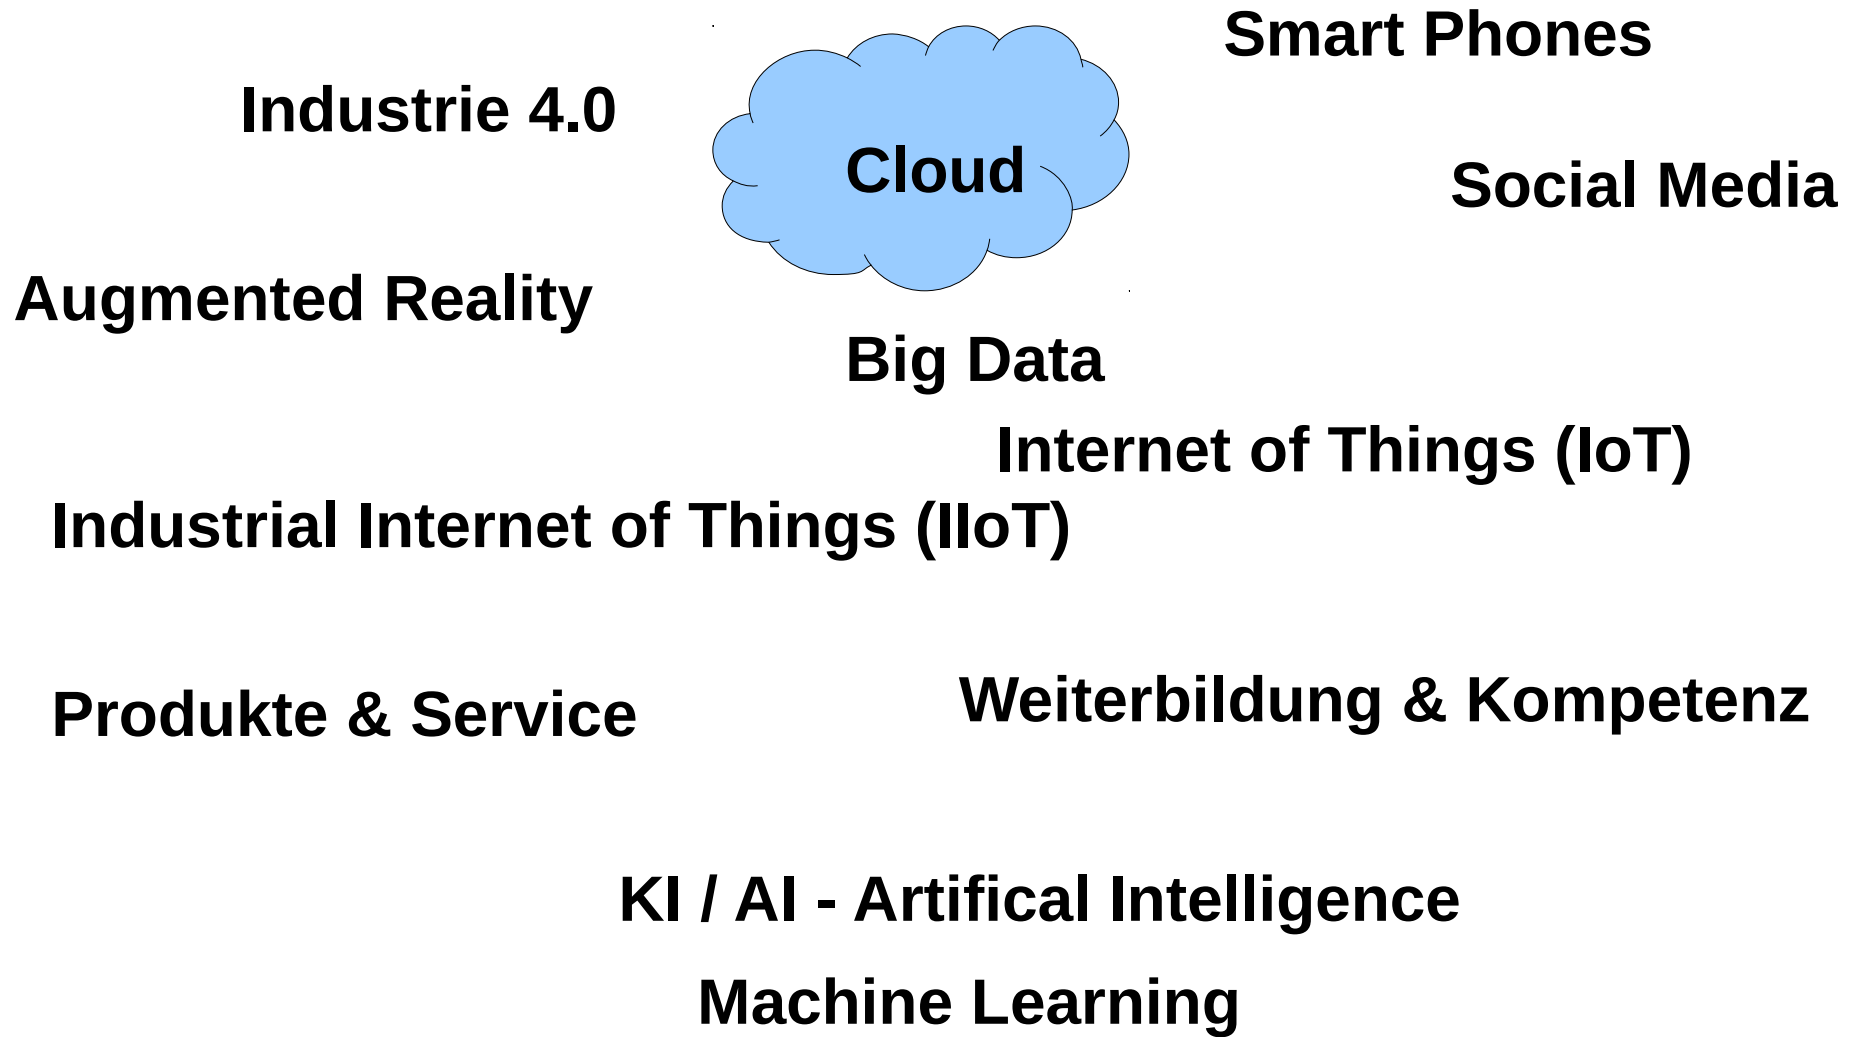 Smart Phones
Industrie 4.0
Cloud
Social Media
Augmented Reality
Big Data
Internet of Things (IoT)
Industrial Internet of Things (IIoT)
Weiterbildung & Kompetenz
Produkte & Service
KI / AI - Artifical Intelligence
Machine Learning